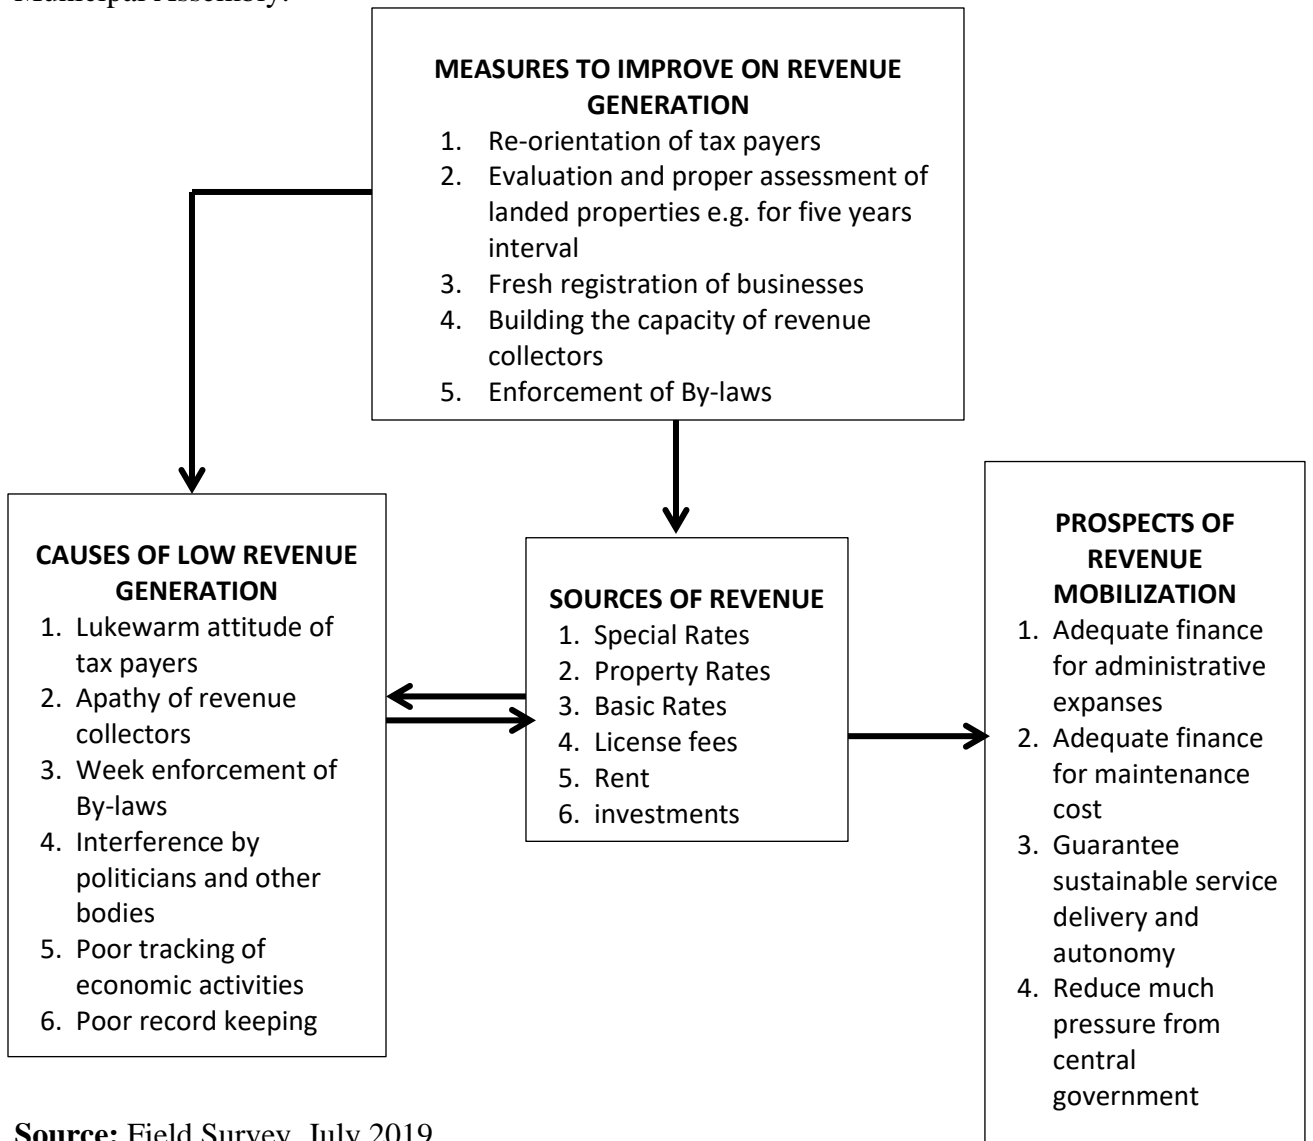 Municipal Assembly.
MEASURES TO IMPROVE ON REVENUE
GENERATION
1. Re-orientation of tax payers
2. Evaluation and proper assessment of
landed properties e.g. for five years
interval
3. Fresh registration of businesses
4. Building the capacity of revenue
collectors
5. Enforcement of By-laws
CAUSES OF LOW REVENUE
GENERATION
1. Lukewarm attitude of
tax payers
2. Apathy of revenue
collectors
3. Week enforcement of
By-laws
4. Interference by
politicians and other
bodies
5. Poor tracking of
economic activities
6. Poor record keeping
SOURCES OF REVENUE
1. Special Rates
2. Property Rates
3. Basic Rates
4. License fees
5. Rent
6. investments
PROSPECTS OF
REVENUE
MOBILIZATION
1. Adequate finance
for administrative
expanses
2. Adequate finance
for maintenance
cost
3. Guarantee
sustainable service
delivery and
autonomy
4. Reduce much
pressure from
central
government
Source: Field Survey, July 2019